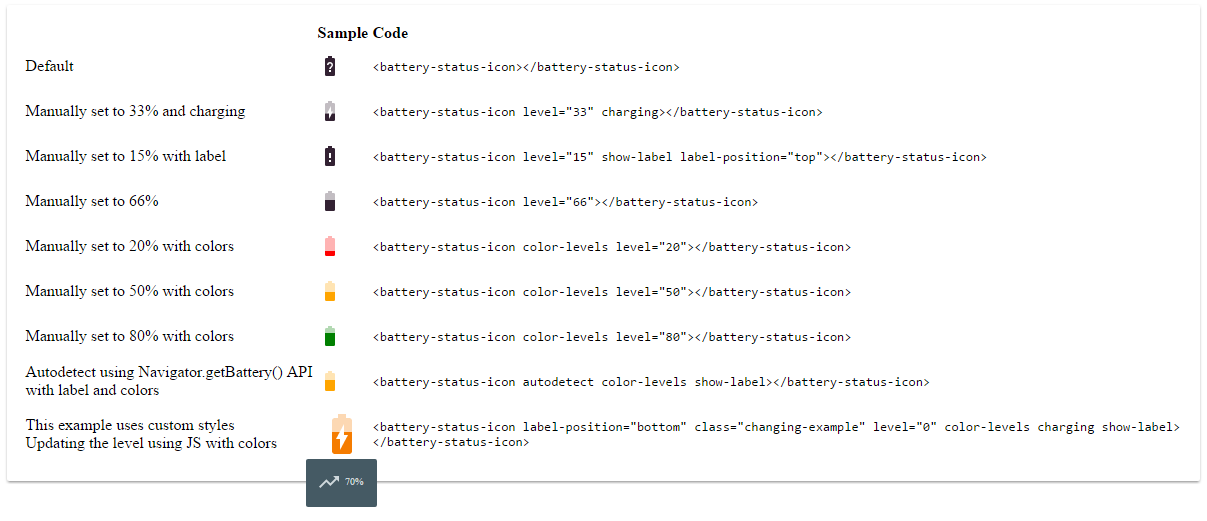 Sample Code
Default <battery-status-icon></battery-status-icon>
Manually set to 33% and charging <battery-status-icon level="33" charging></battery-status-icon>
Manually set to 15% with label <battery-status-icon level="15" show-label label-position="top"></battery-status-icon>
Manually set to 66% <battery-status-icon level="66"></battery-status-icon>
Manually set to 20% with colors <battery-status-icon color-levels level="20"></battery-status-icon>
Manually set to 50% with colors <battery-status-icon color-levels level="50"></battery-status-icon>
Manually set to 80% with colors <battery-status-icon color-levels level="80"></battery-status-icon>
Autodetect using Navigator.getBattery() API
with label and colors
<battery-status-icon autodetect color-levels show-label></battery-status-icon>
This example uses custom styles
Updating the level using JS with colors
<battery-status-icon label-position="bottom" class="changing-example" level="0" color-levels charging show-label>
</battery-status-icon>
70%